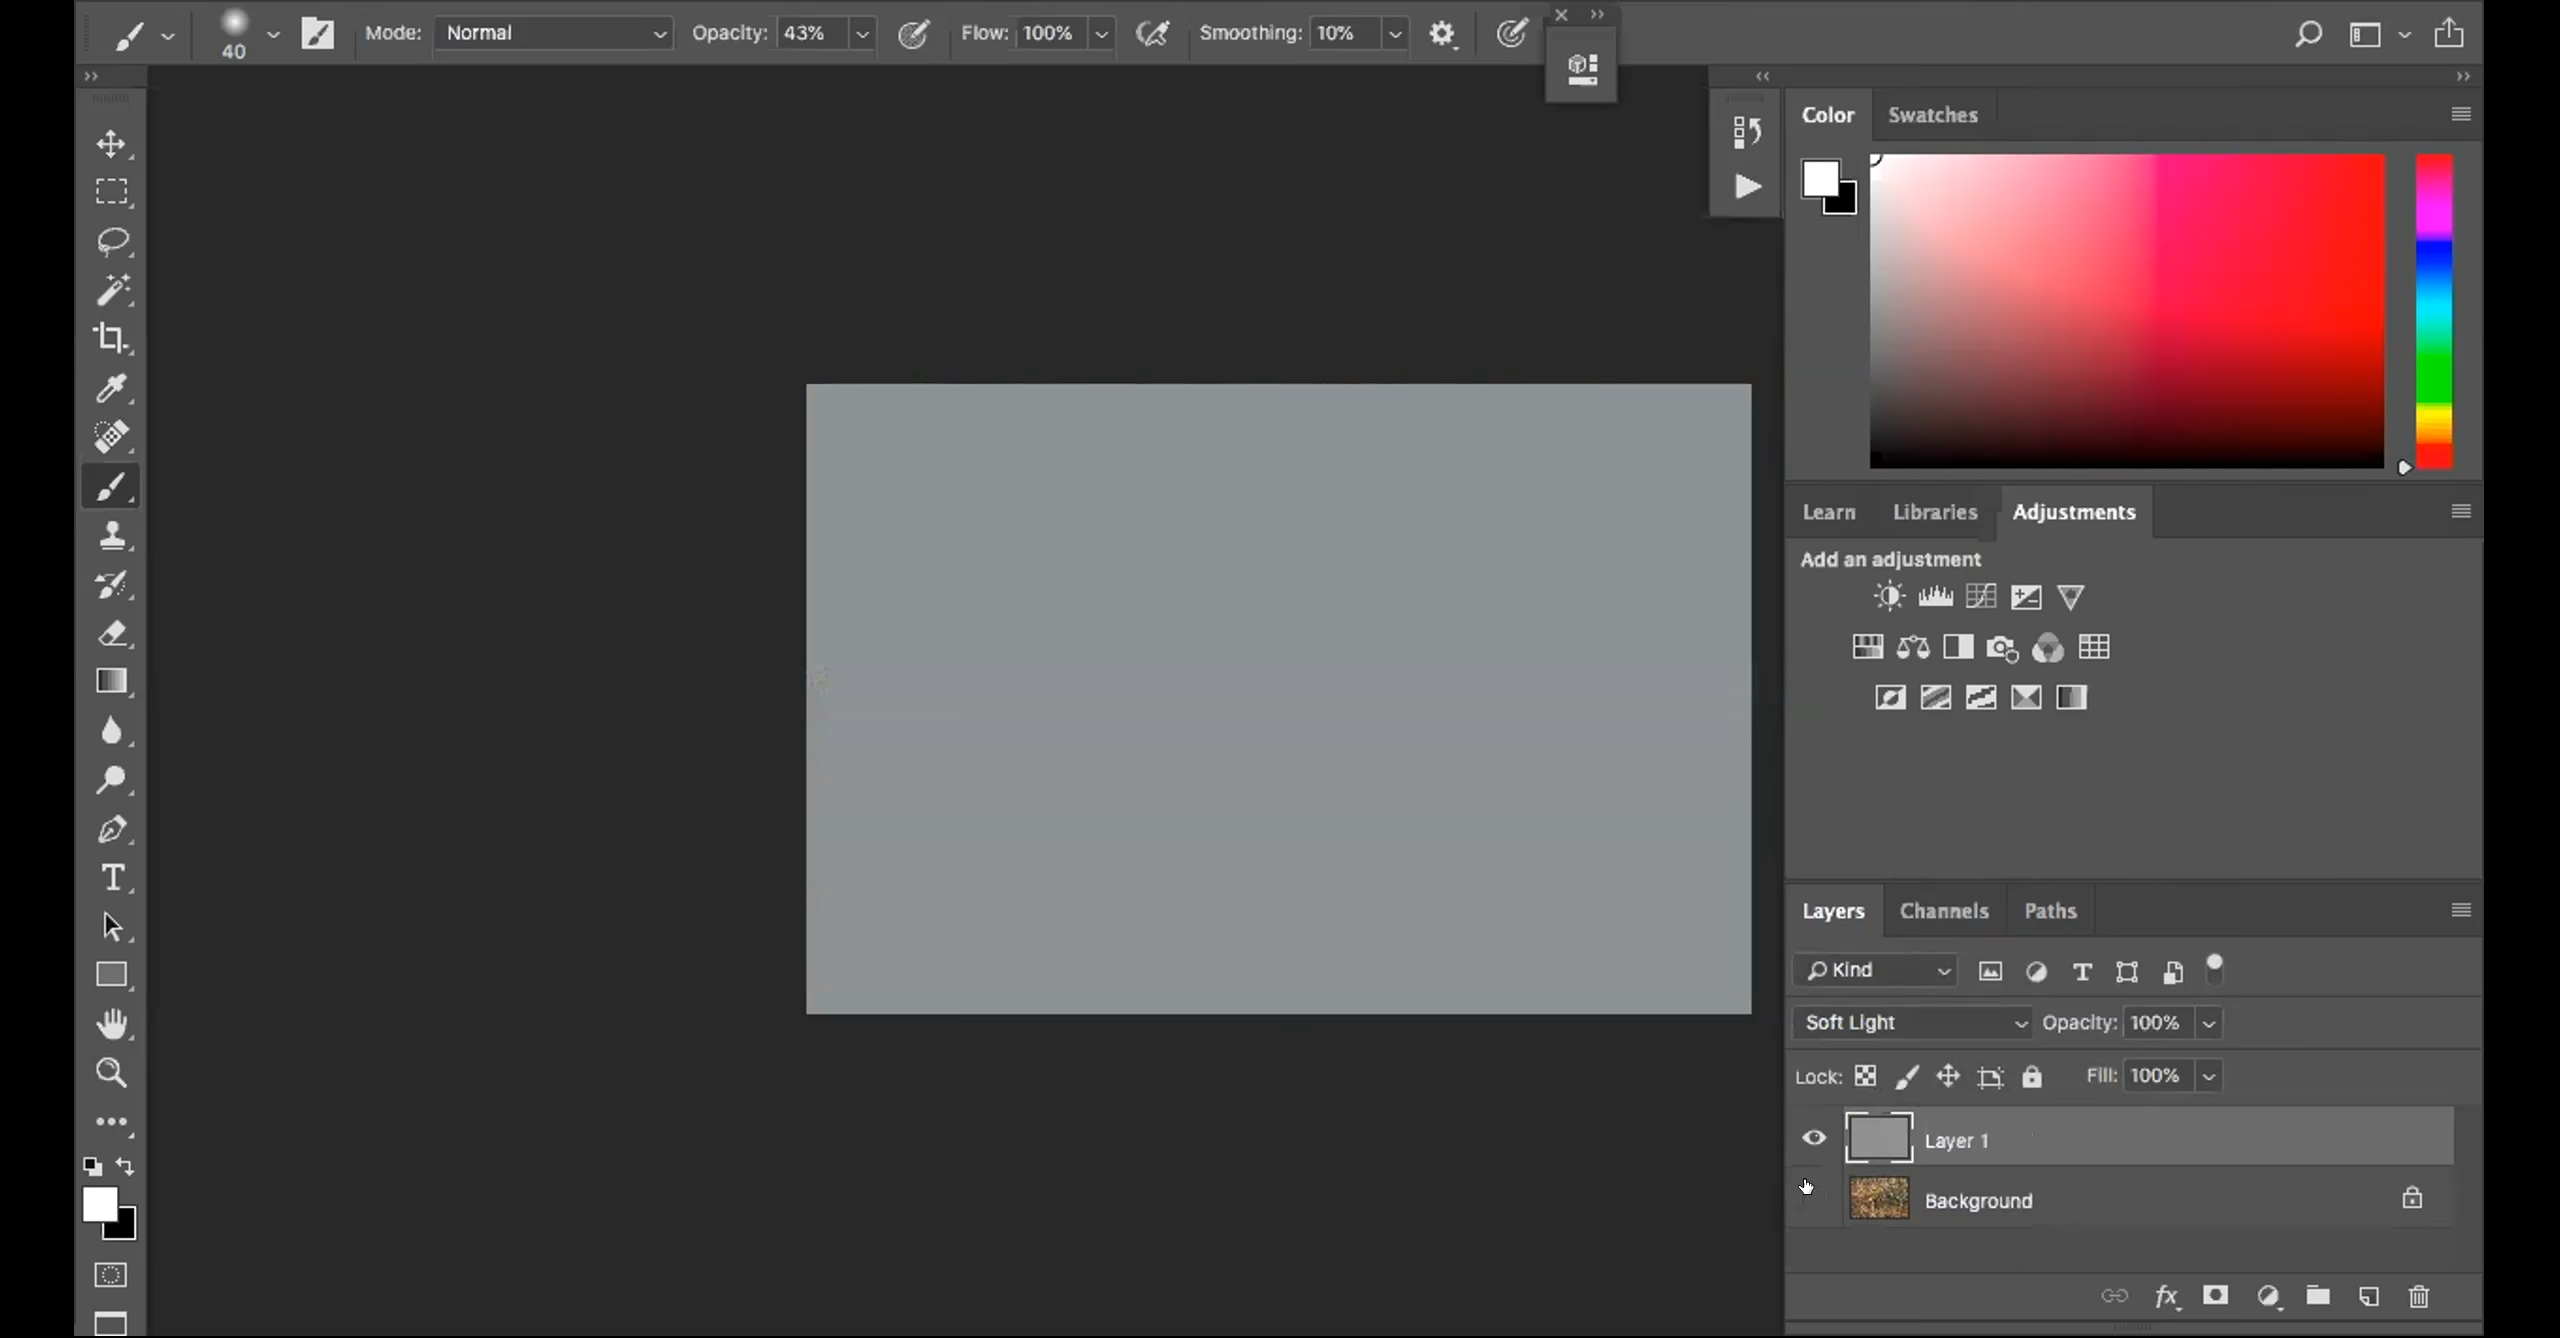 Mode: Normal Opacity: 43% Flow: 100% Smoothing: 10%
40
Color Swatches
Learn Libraries Adjustments
Add an adjustment
Layers Channels Paths
Kind
Soft Light Opacity: 100%
Lock: Fill: 100%
Layer 1
Background